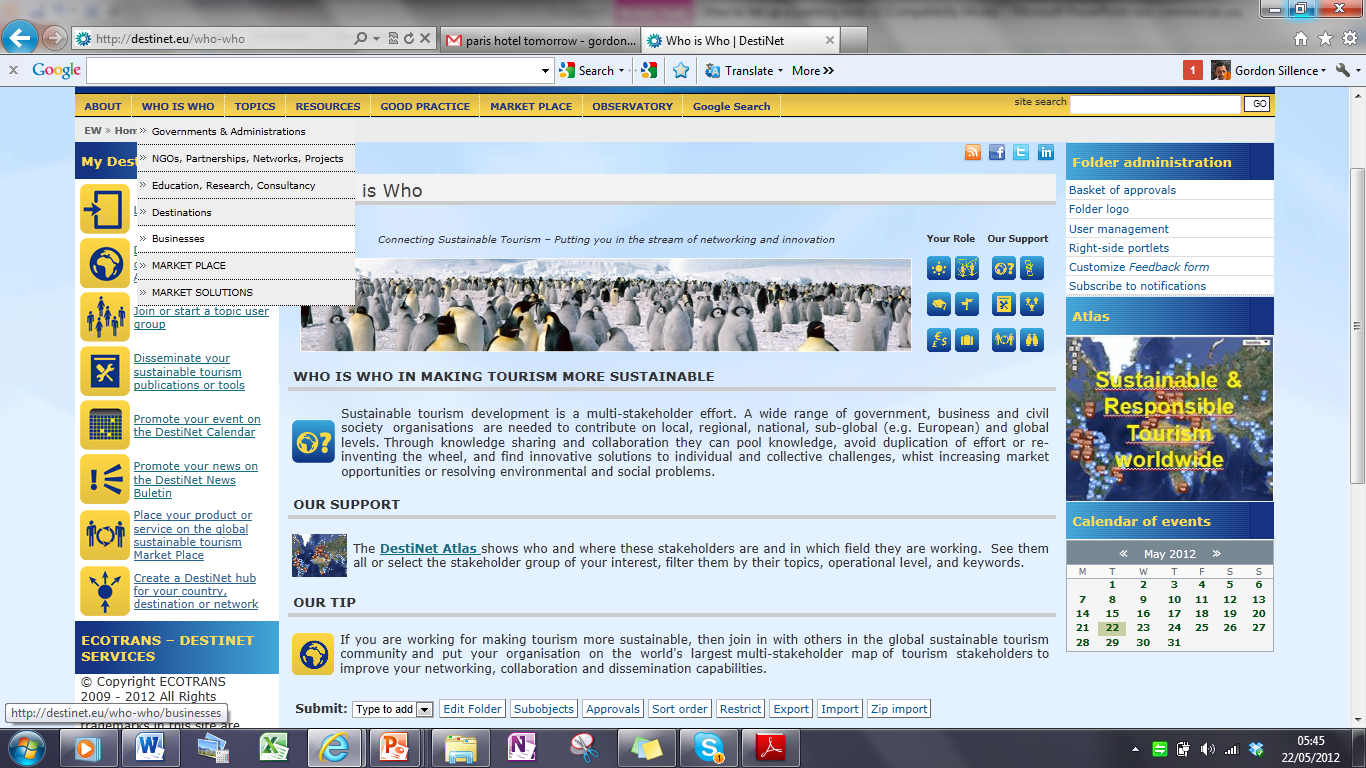 http://destinet.eu/who-who
paris hotel tomorrow - gordon...
Who is Who | DestiNet
x Google
Search
Translate
More »
1
Gordon Sillence
ABOUT WHO IS WHO TOPICS RESOURCES GOOD PRACTICE MARKET PLACE OBSERVATORY Google Search
site search GO
EW » Hom
» Governments & Administrations
» NGOs, Partnerships, Networks, Projects
» Education, Research, Consultancy
» Destinations
» Businesses
» MARKET PLACE
» MARKET SOLUTIONS
My Dest
Join or start a topic user
group
Disseminate your
sustainable tourism
publications or tools
Promote your event on
the DestiNet Calendar
Promote your news on
the DestiNet News
Buletin
Place your product or
service on the global
sustainable tourism
Market Place
Create a DestiNet hub
for your country,
destination or network
ECOTRANS – DESTINET
SERVICES
© Copyright ECOTRANS
2009 - 2012 All Rights
trademarks in this site are
http://destinet.eu/who-who/businesses
is Who
Connecting Sustainable Tourism – Putting you in the stream of networking and innovation
Your Role Our Support
WHO IS WHO IN MAKING TOURISM MORE SUSTAINABLE
Sustainable tourism development is a multi-stakeholder effort. A wide range of government, business and civil
society organisations are needed to contribute on local, regional, national, sub-global (e.g. European) and global
levels. Through knowledge sharing and collaboration they can pool knowledge, avoid duplication of effort or re-
inventing the wheel, and find innovative solutions to individual and collective challenges, whist increasing market
opportunities or resolving environmental and social problems.
OUR SUPPORT
The DestiNet Atlas shows who and where these stakeholders are and in which field they are working. See them
all or select the stakeholder group of your interest, filter them by their topics, operational level, and keywords.
OUR TIP
If you are working for making tourism more sustainable, then join in with others in the global sustainable tourism
community and put your organisation on the world's largest multi-stakeholder map of tourism stakeholders to
improve your networking, collaboration and dissemination capabilities.
Submit: Type to add Edit Folder Subobjects Approvals Sort order Restrict Export Import Zip import
Folder administration
Basket of approvals
Folder logo
User management
Right-side portlets
Customize Feedback form
Subscribe to notifications
Atlas
Sustainable &
Responsible
Tourism
worldwide
Calendar of events
« May 2012 »
M T W T F S S
1 2 3 4 5 6
7 8 9 10 11 12 13
14 15 16 17 18 19 20
21 22 23 24 25 26 27
28 29 30 31
05:45
22/05/2012